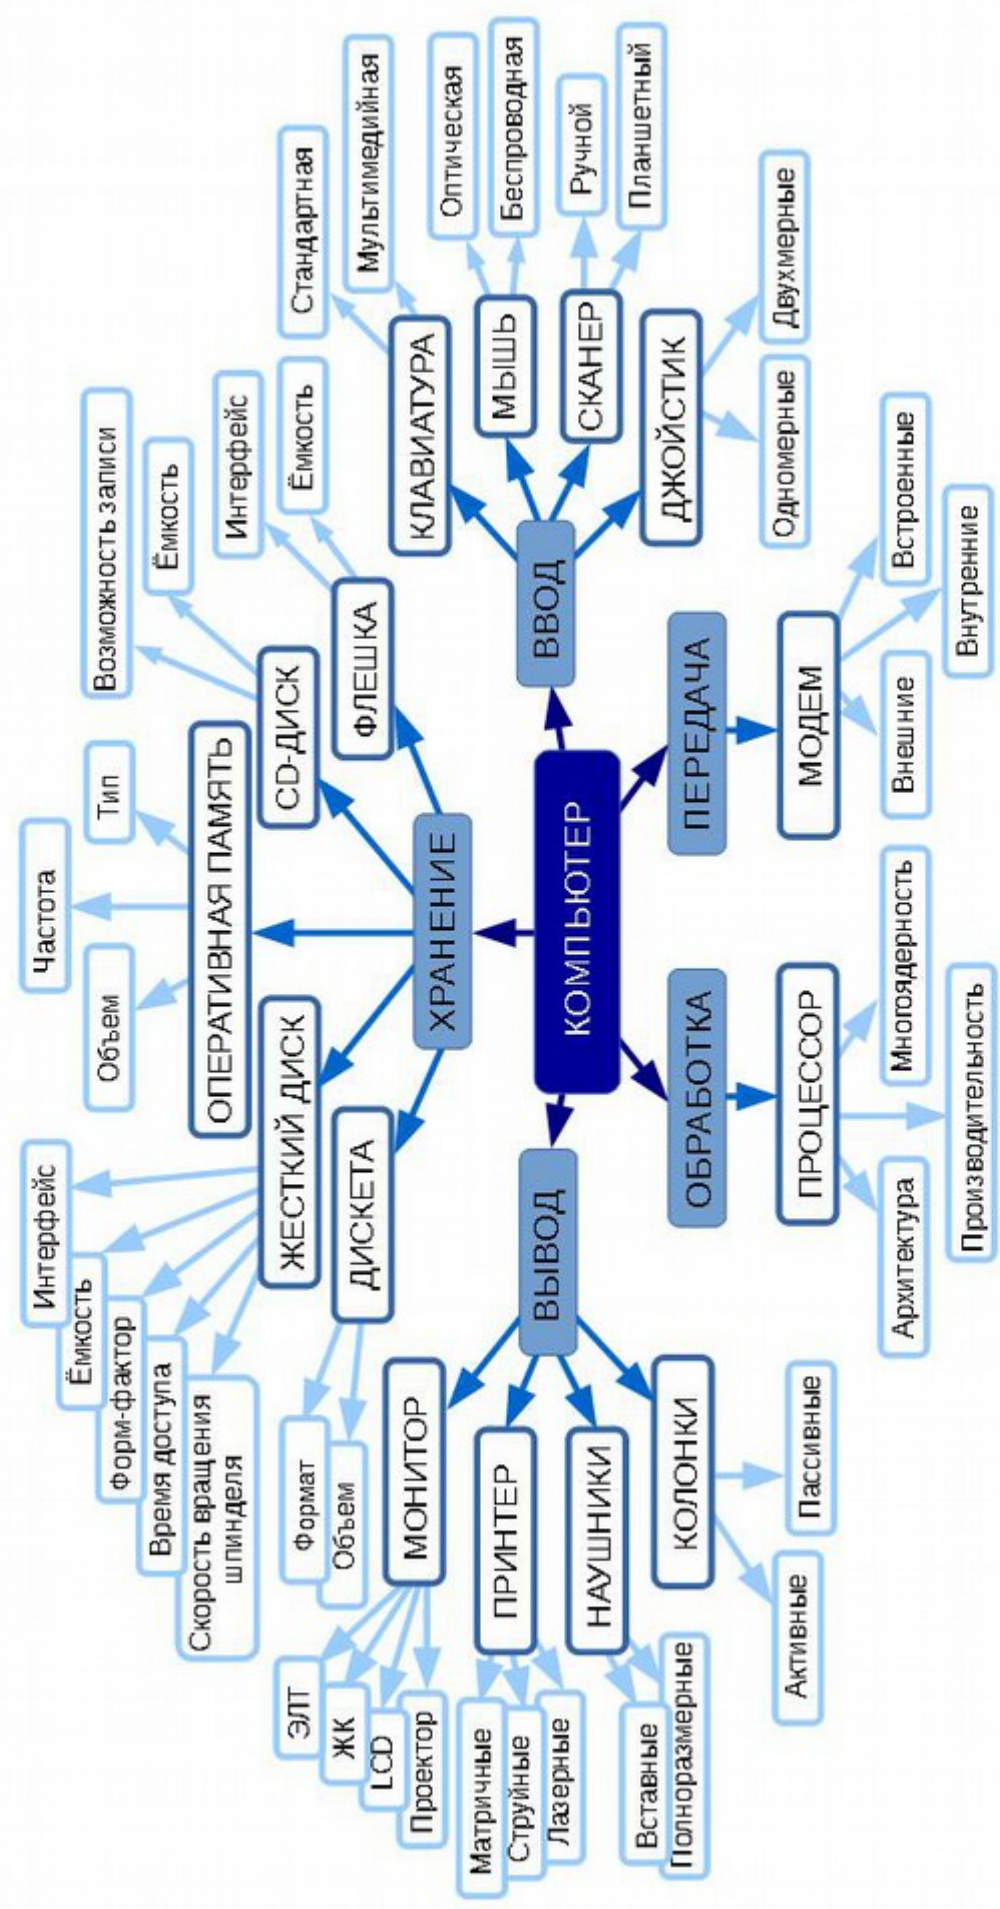 Интерфейс
Ёмкость
Форм-фактор
Время доступа
Скорость вращения
шпинделя
Объем
Частота
Тип
Возможность записи
Ёмкость
Интерфейс
Ёмкость
ОПЕРАТИВНАЯ ПАМЯТЬ
ЖЕСТКИЙ ДИСК
CD-ДИСК
ДИСКЕТА
ФЛЕШКА
Формат
Объем
ХРАНЕНИЕ
Стандартная
Мультимедийная
КЛАВИАТУРА
Оптическая
Беспроводная
МЫШЬ
Ручной
Планшетный
СКАНЕР
ДЖОЙСТИК
Одномерные
Двухмерные
ВВОД
КОМПЬЮТЕР
ВЫВОД
МОНИТОР
ЭЛТ
ЖК
LCD
Проектор
ПРИНТЕР
Матричные
Струйные
Лазерные
НАУШНИКИ
Вставные
Полноразмерные
КОЛОНКИ
Активные
Пассивные
ОБРАБОТКА
ПРОЦЕССОР
Архитектура
Производительность
Многоядерность
ПЕРЕДАЧА
МОДЕМ
Внешние
Внутренние
Встроенные